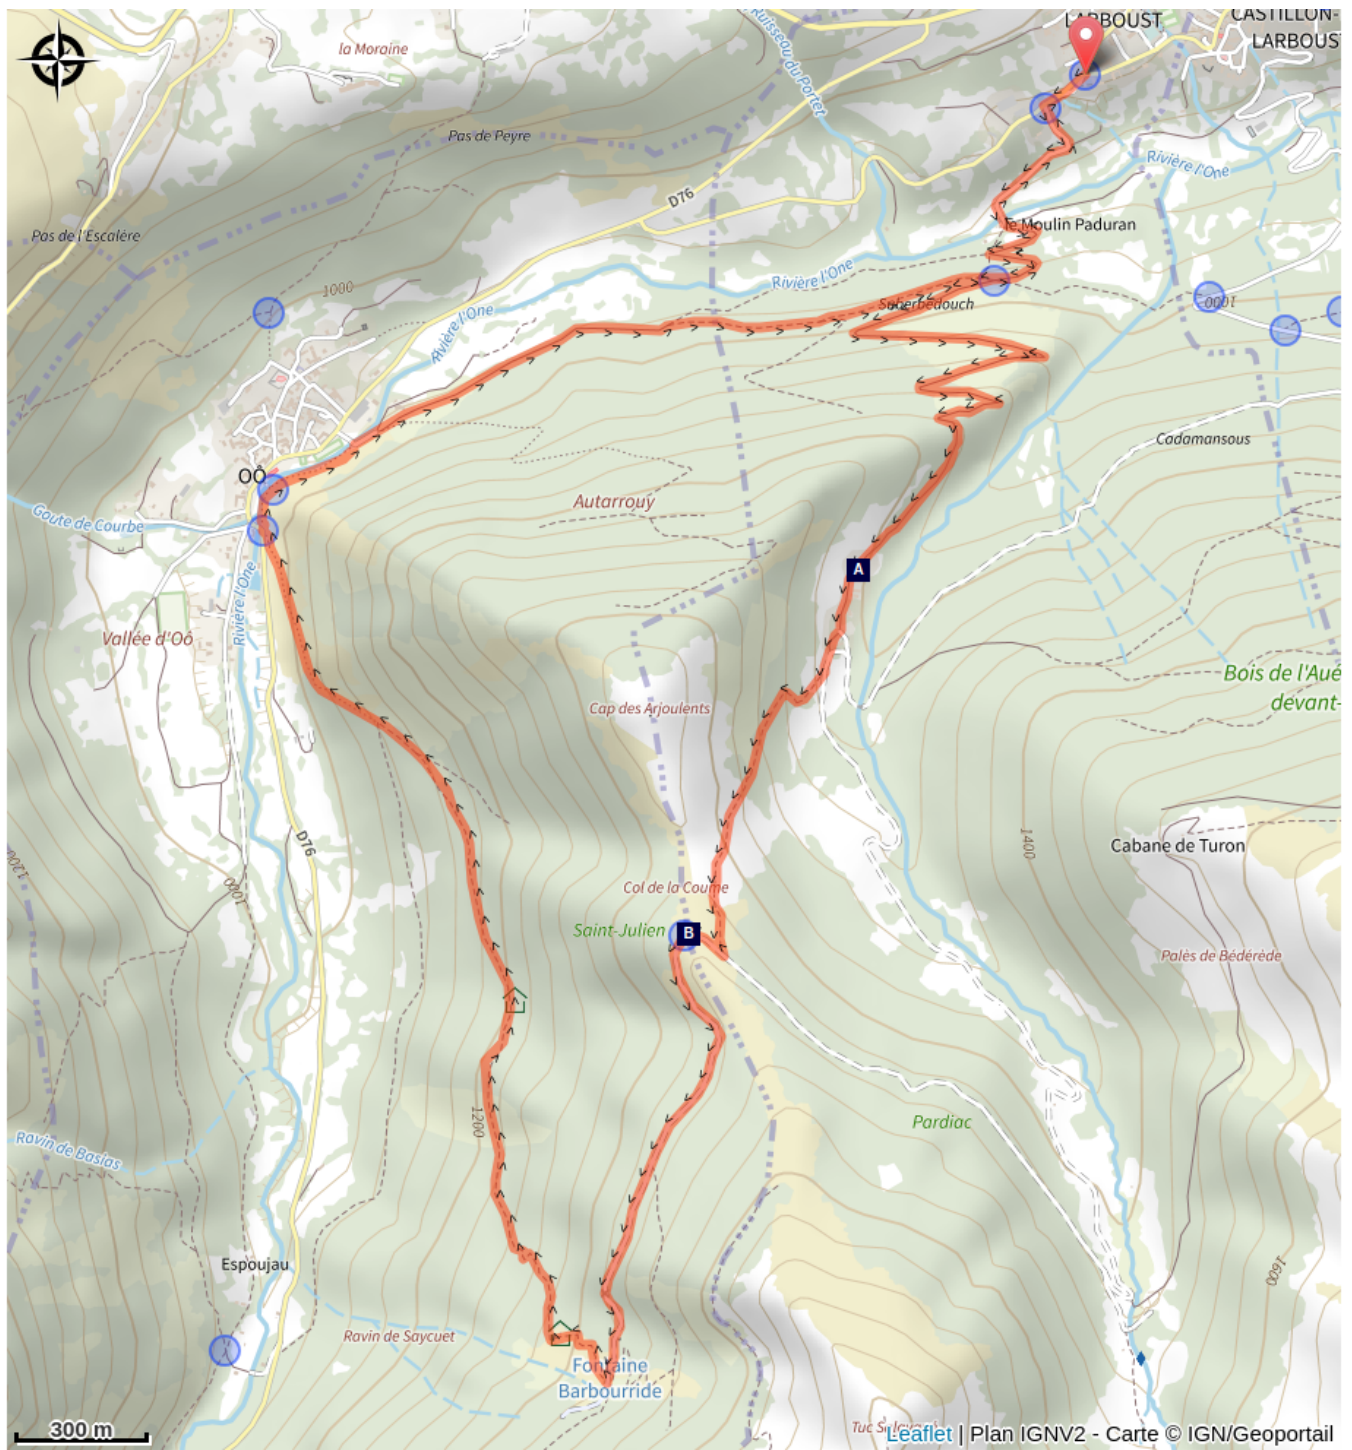 LARBOUST
CASTILLON-
LARBOUS
la Moraine
Ruisseau du Portet
Pas de Peyre
Rivière l'One
D76
Pas de l'Escalère
le Moulin Paduran
Rivière l'One
1000
Superbédouch
1000
Rivière l'One
Cadamansous
OÔ
Autarrouy
Goute de Courbe
A
Rivière l'One
Vallée d'Oô
Bois de l'Aué
devant-
Cap des Arjoulents
D76
1400
Cabane de Turon
1200
1000
Col de la Coume
Saint-Julien
B
Palès de Bédérède
1200
Pardiac
Ravin de Basias
Espoujau
1600
Ravin de Saycuet
Fontaine
Barbourride
300 m
Leaflet | Plan IGNV2 - Carte © IGN/Geoportail